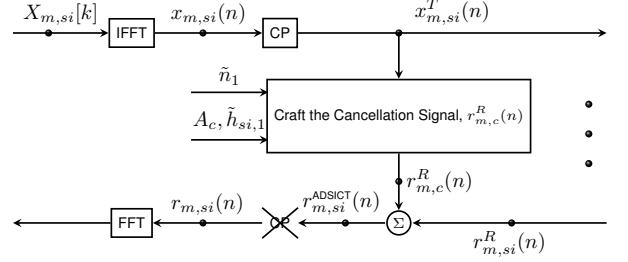 X_{m,si}[k]
IFFT
x_{m,si}(n)
CP
x^T_{m,si}(n)
ñ_1
A_c, h̃_{si,1}
Craft the Cancellation Signal, r^R_{m,c}(n)
r^R_{m,c}(n)
FFT
r_{m,si}(n)
CP
r^{ADSICT}_{m,si}(n)
Σ
r^R_{m,si}(n)